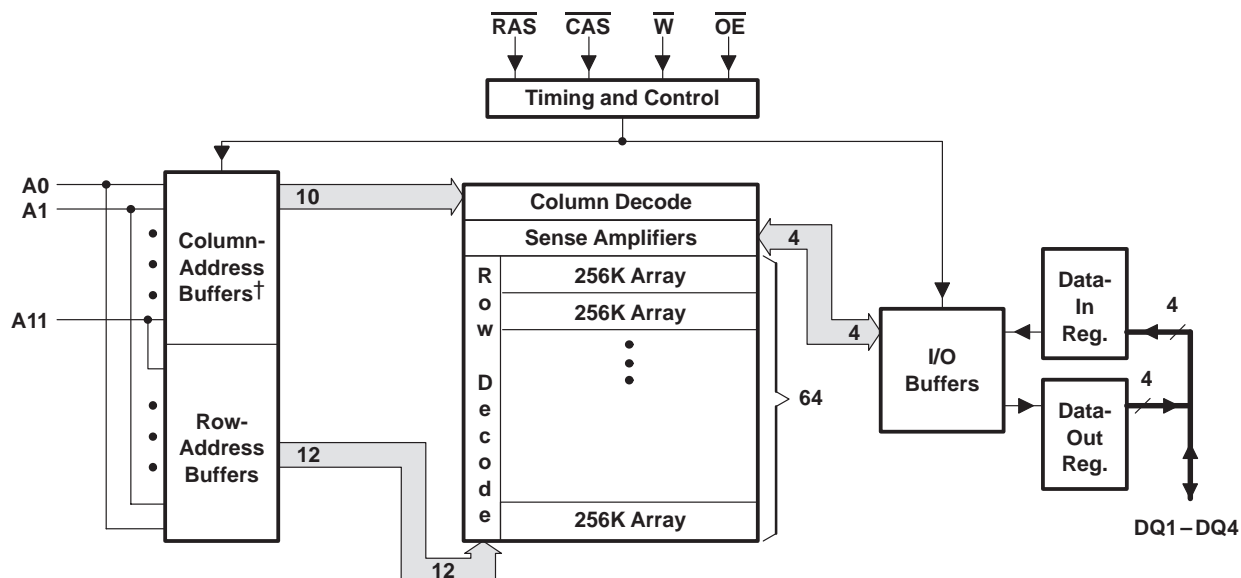 RAS CAS W OE
Timing and Control
A0
A1
A11
Column-
Address
Buffers†
Row-
Address
Buffers
10
12
12
Column Decode
Sense Amplifiers
Row Decode
256K Array
256K Array
256K Array
64
4
4
I/O
Buffers
Data-
In
Reg.
4
Data-
Out
Reg.
4
DQ1–DQ4